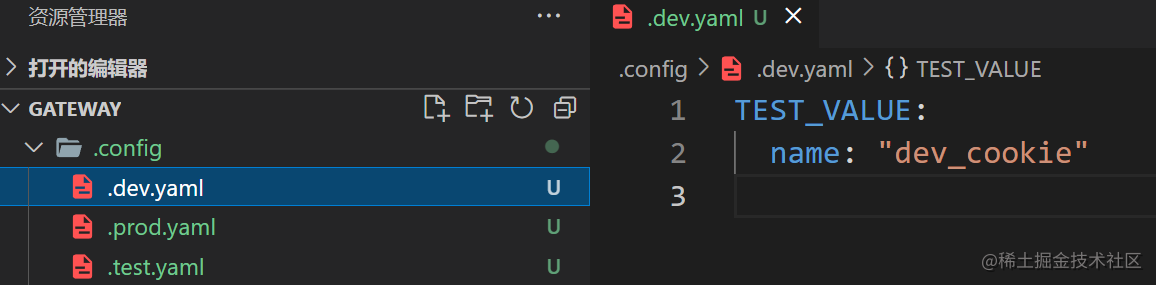 资源管理器 ···
打开的编辑器
GATEWAY
.config
.dev.yaml U
.prod.yaml U
.test.yaml U
.dev.yaml U
.config > .dev.yaml > {} TEST_VALUE
1 TEST_VALUE:
2 name: "dev_cookie"
3
@稀土掘金技术社区